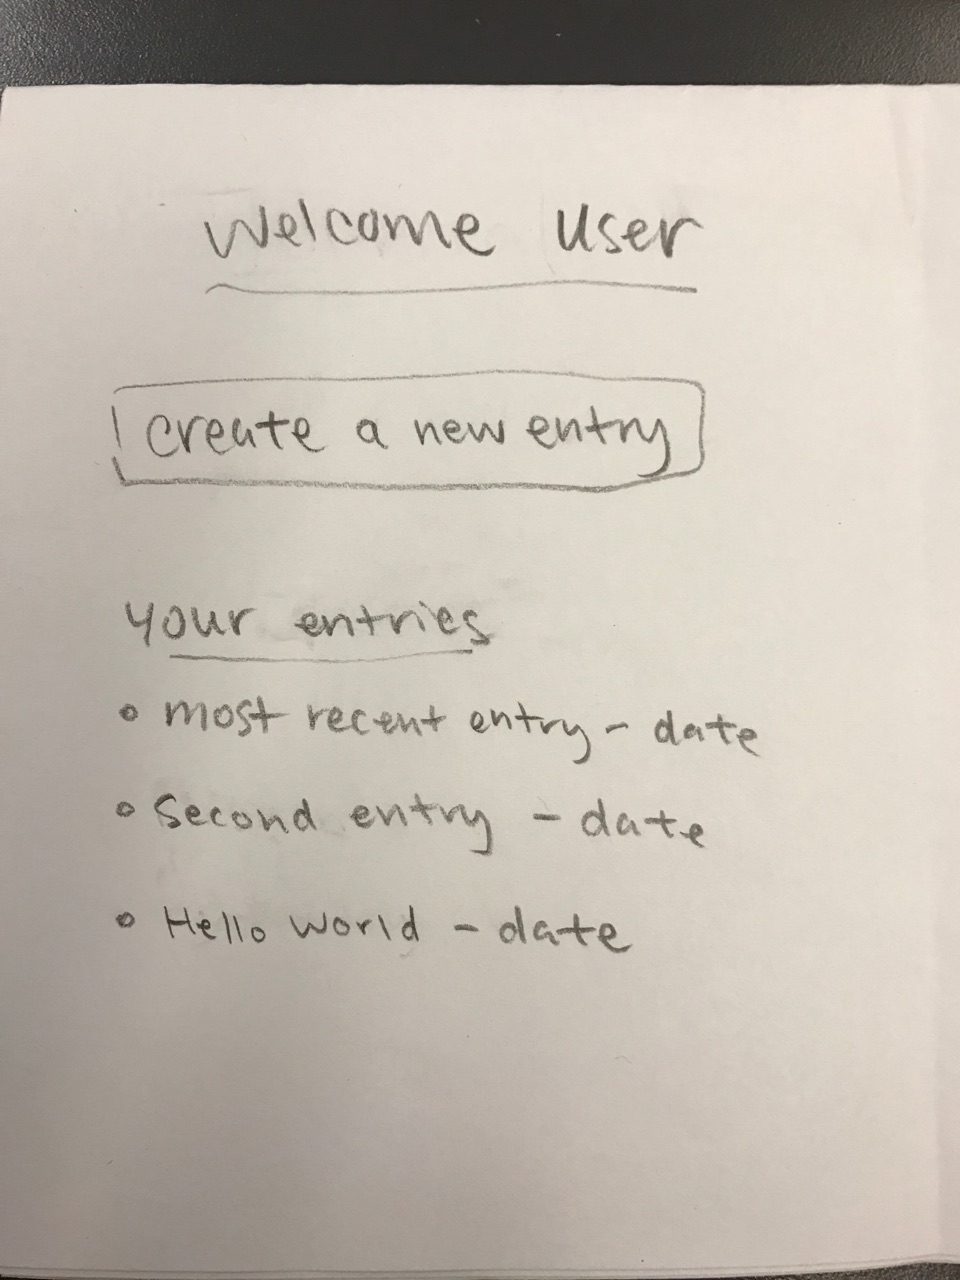 Welcome User
create a new entry
your entries
• most recent entry - date
• Second entry - date
• Hello world - date